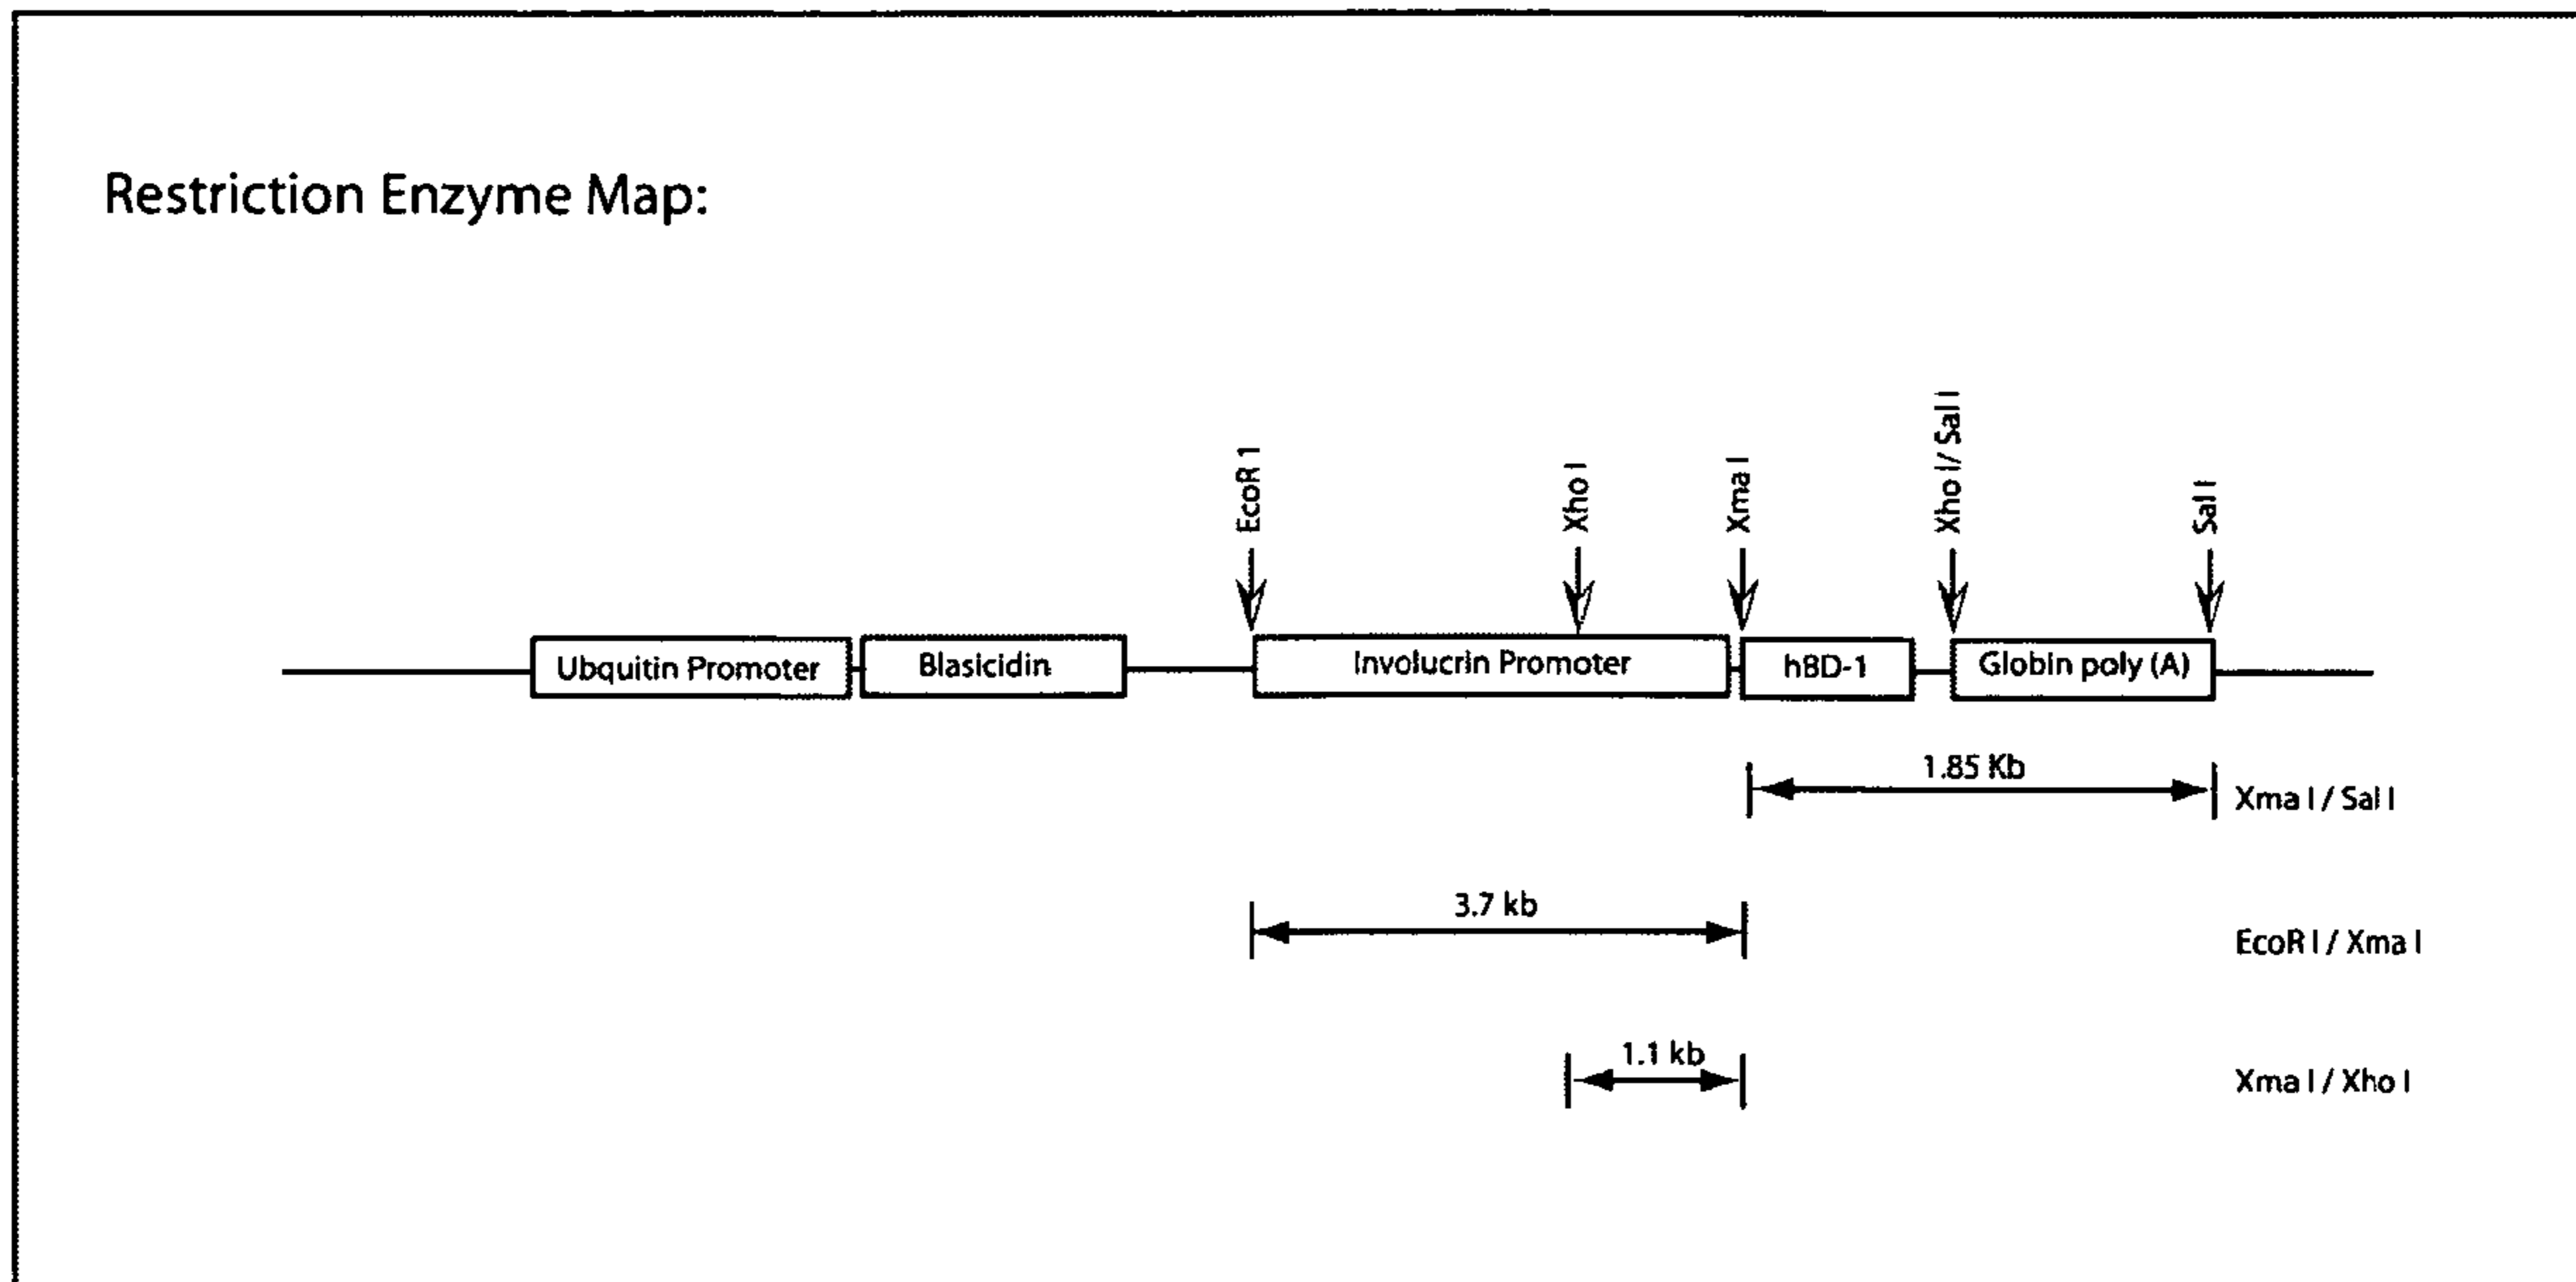 Restriction Enzyme Map:
EcoR 1
Xho I
Xma I
Xho I/ Sal I
Sal I
Ubquitin Promoter
Blasicidin
Involucrin Promoter
hBD-1
Globin poly (A)
1.85 Kb
Xma I / Sal I
3.7 kb
EcoR I / Xma I
1.1 kb
Xma I / Xho I